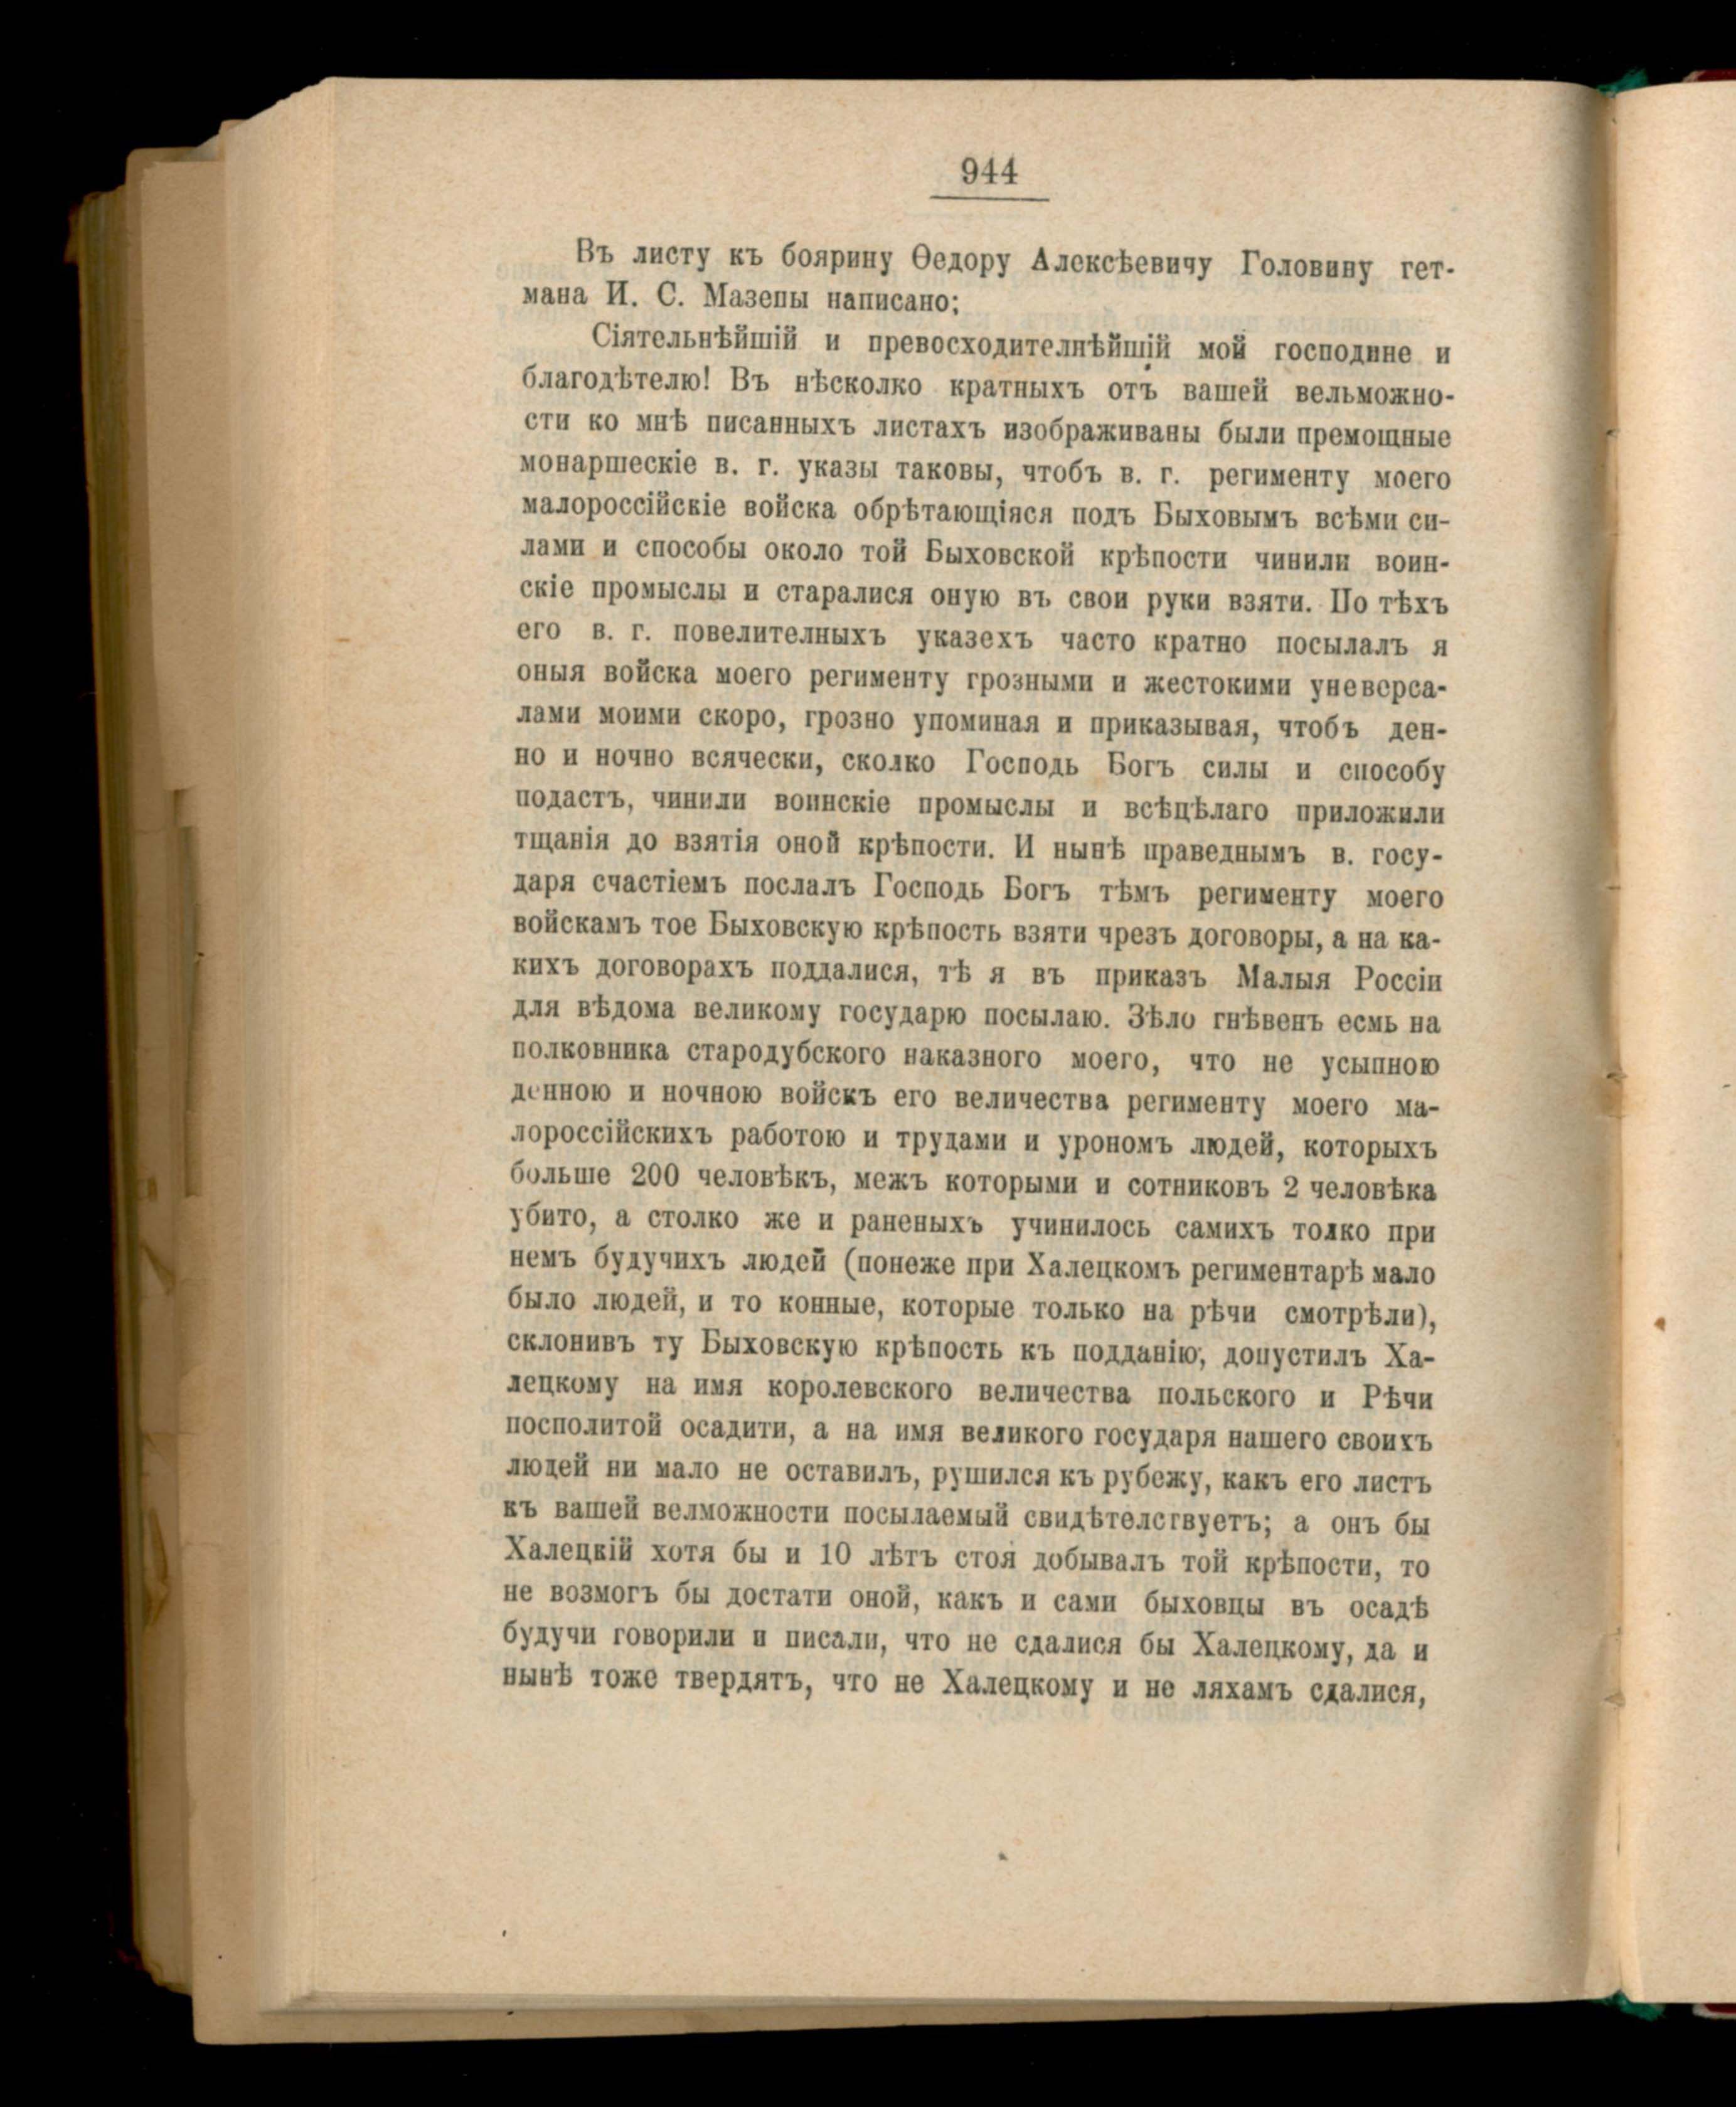 944
Въ листу къ боярину Ѳедору Алексѣевичу Головину гет-
мана И. С. Мазепы написано;
Сіятельнѣйшій и превосходителнѣйшій мой господине и
благодѣтелю! Въ нѣсколко кратныхъ отъ вашей вельможно-
сти ко мнѣ писанныхъ листахъ изображиваны были премощные
монаршескіе в. г. указы таковы, чтобъ в. г. регименту моего
малороссійскіе войска обрѣтающіяся подъ Быховымъ всѣми си-
лами и способы около той Быховской крѣпости чинили воин-
скіе промыслы и старалися оную въ свои руки взяти. По тѣхъ
его в. г. повелителныхъ указехъ часто кратно посылалъ я
оныя войска моего регименту грозными и жестокими уневерса-
лами моими скоро, грозно упоминая и приказывая, чтобъ ден-
но и ночно всячески, сколко Господь Богъ силы и способу
подастъ, чинили воинскіе промыслы и всѣцѣлаго приложили
тщанія до взятія оной крѣпости. И нынѣ праведнымъ в. госу-
даря счастіемъ послалъ Господь Богъ тѣмъ регименту моего
войскамъ тое Быховскую крѣпость взяти чрезъ договоры, а на ка-
кихъ договорахъ поддалися, тѣ я въ приказъ Малыя Россіи
для вѣдома великому государю посылаю. Зѣло гнѣвенъ есмь на
полковника стародубского наказного моего, что не усыпною
денною и ночною войскъ его величества регименту моего ма-
лороссійскихъ работою и трудами и урономъ людей, которыхъ
больше 200 человѣкъ, межъ которыми и сотниковъ 2 человѣка
убито, а столко же и раненыхъ учинилось самихъ толко при
немъ будучихъ людей (понеже при Халецкомъ региментарѣ мало
было людей, и то конные, которые только на рѣчи смотрѣли),
склонивъ ту Быховскую крѣпость къ подданію, допустилъ Ха-
лецкому на имя королевского величества польского и Рѣчи
посполитой осадити, а на имя великого государя нашего своихъ
людей ни мало не оставилъ, рушился къ рубежу, какъ его листъ
къ вашей велможности посылаемый свидѣтелствуетъ; а онъ бы
Халецкій хотя бы и 10 лѣтъ стоя добывалъ той крѣпости, то
не возмогъ бы достати оной, какъ и сами быховцы въ осадѣ
будучи говорили и писали, что не сдалися бы Халецкому, да и
нынѣ тоже твердятъ, что не Халецкому и не ляхамъ сдалися,